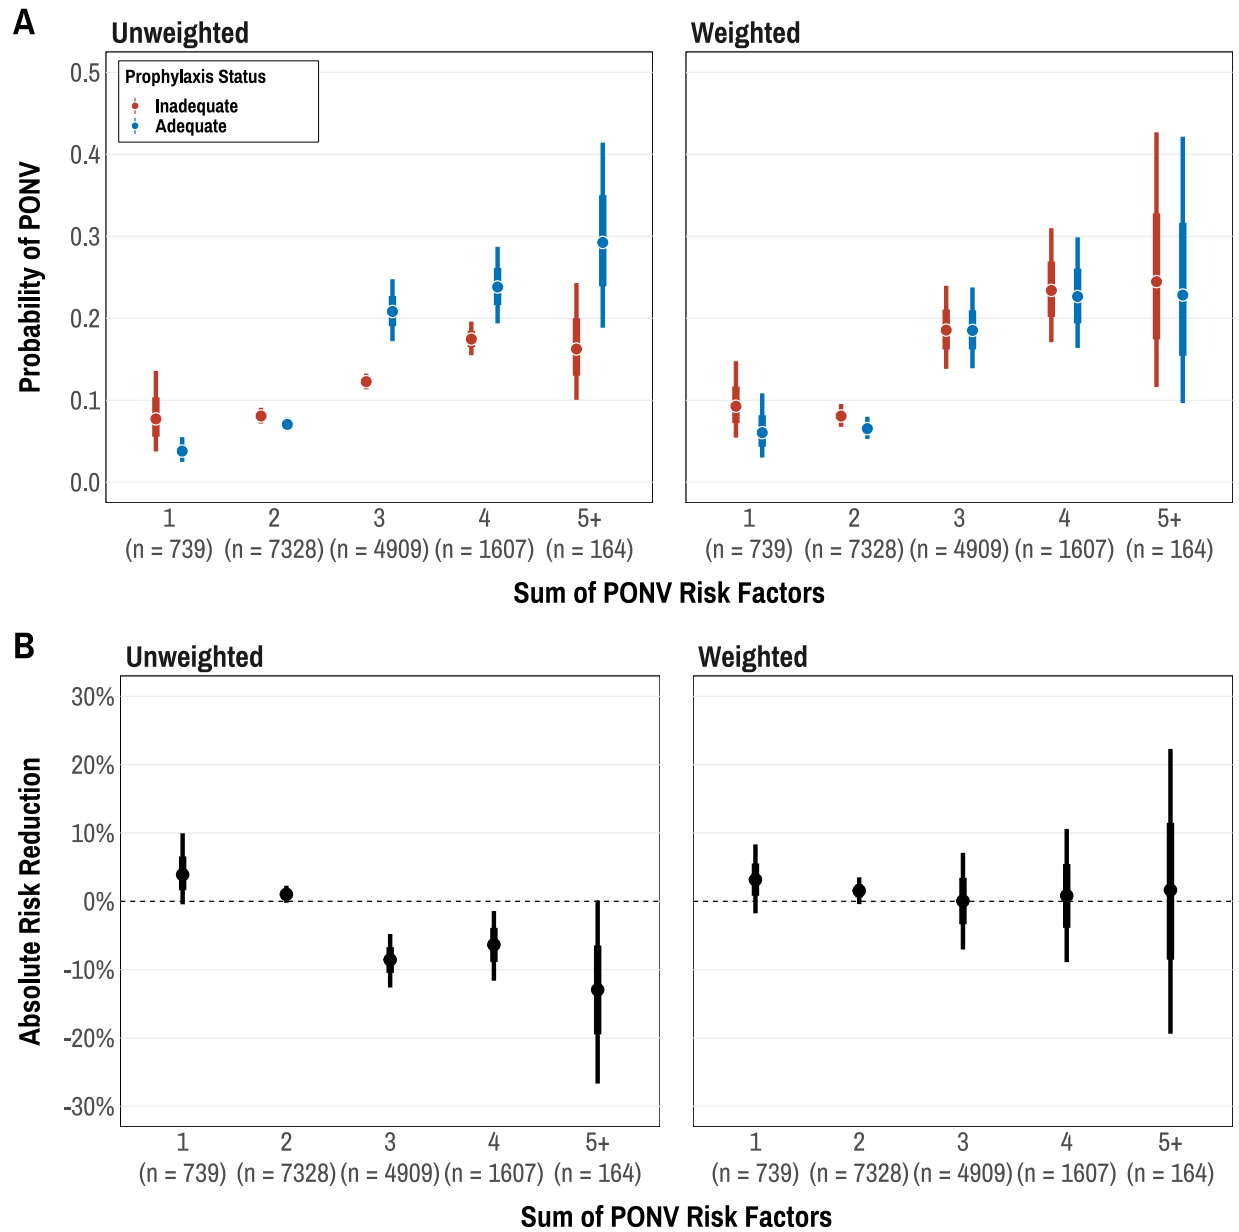 A
Unweighted
Weighted
Probability of PONV
0.5
0.4
0.3
0.2
0.1
0.0
Prophylaxis Status
Inadequate
Adequate
1 2 3 4 5+
(n = 739) (n = 7328) (n = 4909) (n = 1607) (n = 164)
1 2 3 4 5+
(n = 739) (n = 7328) (n = 4909) (n = 1607) (n = 164)
Sum of PONV Risk Factors
B
Unweighted
Weighted
Absolute Risk Reduction
30%
20%
10%
0%
-10%
-20%
-30%
1 2 3 4 5+
(n = 739) (n = 7328) (n = 4909) (n = 1607) (n = 164)
1 2 3 4 5+
(n = 739) (n = 7328) (n = 4909) (n = 1607) (n = 164)
Sum of PONV Risk Factors